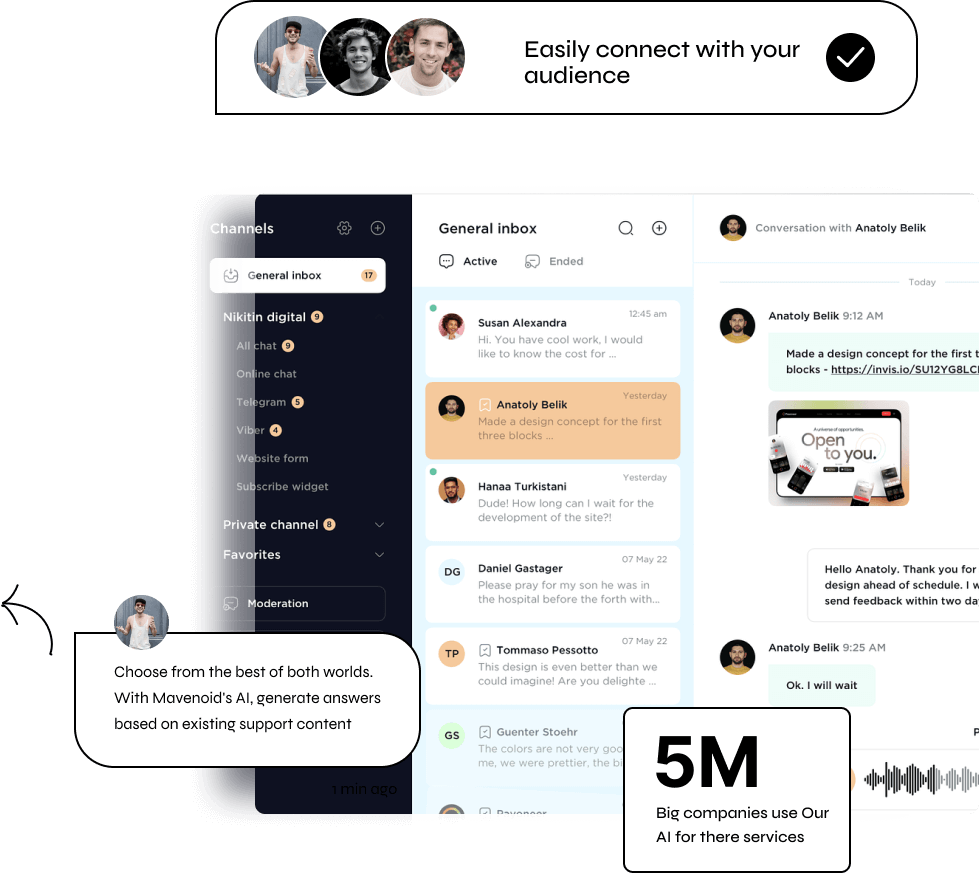 Easily connect with your
audience
Channels
General inbox
17
Nikitin digital 9
All chat 9
Online chat
Telegram 5
Viber 4
Website form
Subscribe widget
Private channel 8
Favorites
Moderation
Choose from the best of both worlds.
With Mavenoid's AI, generate answers
based on existing support content
1 min ago
General inbox
Active
Ended
12:45 am
Susan Alexandra
Hi. You have cool work, I would
like to know the cost for ...
Yesterday
Anatoly Belik
Made a design concept for the first
three blocks ...
Yesterday
Hanaa Turkistani
Dude! How long can I wait for the
development of the site?!
07 May 22
DG
Daniel Gastager
Please pray for my son he was in
the hospital before the forth with...
07 May 22
TP
Tommaso Pessotto
This design is even better than we
could imagine! Are you delighte ...
GS
Guenter Stoehr
The colors are not very goo
me, we were prettier, the bi
Payoneer
Conversation with Anatoly Belik
Today
Anatoly Belik 9:12 AM
Made a design concept for the first t
blocks - https://invis.io/SU12YG8LC
A universe of opportunities.
Open
to you.
Hello Anatoly. Thank you for
design ahead of schedule. I w
send feedback within two da
Anatoly Belik 9:25 AM
Ok. I will wait
P
5M
Big companies use Our
AI for there services